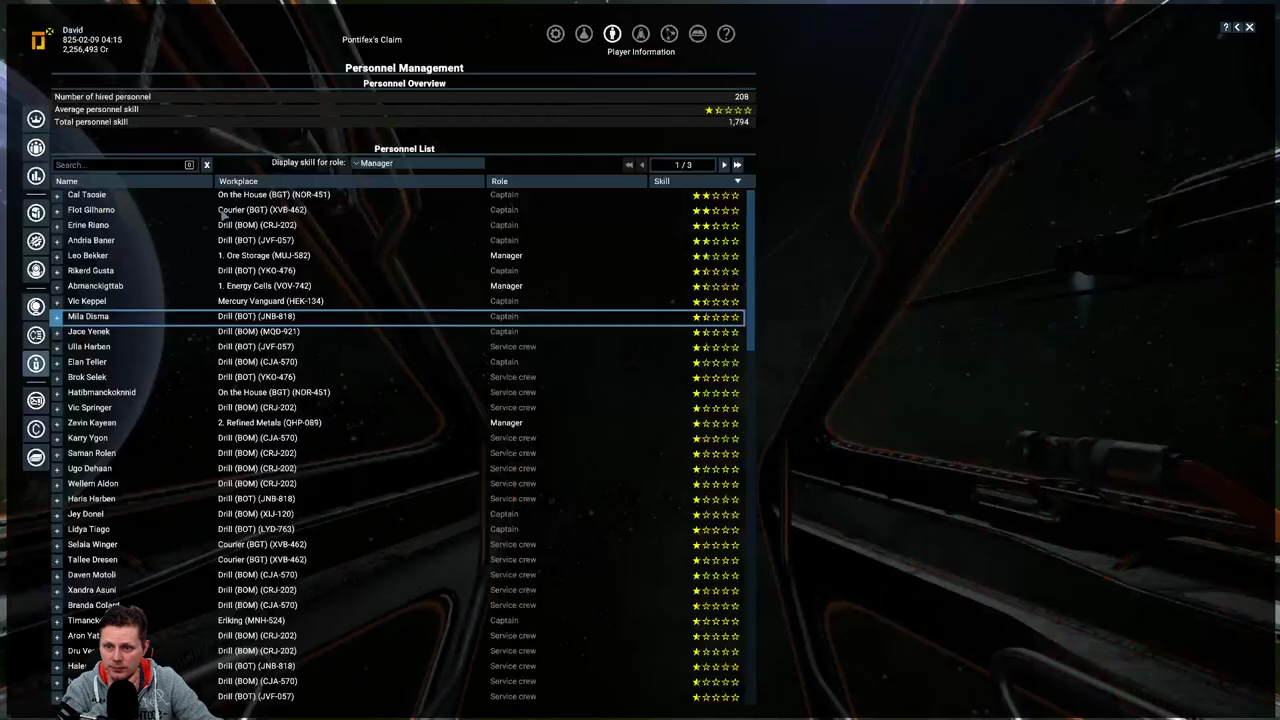 David
825-02-09 04:15
2,256,493 Cr
Pontifex's Claim
Player Information
Personnel Management
Personnel Overview
Number of hired personnel 208
Average personnel skill
Total personnel skill 1,794
Personnel List
Search... Display skill for role: Manager 1 / 3
Name Workplace Role Skill
Cal Tsosie On the House (BGT) (NOR-451) Captain
Flot Gilharno Courier (BGT) (XVB-462) Captain
Erine Riano Drill (BOM) (CRJ-202) Captain
Andria Baner Drill (BOT) (JVF-057) Captain
Leo Bekker 1. Ore Storage (MUJ-582) Manager
Rikerd Gusta Drill (BOT) (YKO-476) Captain
Abmanckigttab 1. Energy Cells (VOV-742) Manager
Vic Keppel Mercury Vanguard (HEK-134) Captain
Mila Disma Drill (BOT) (JNB-818) Captain
Jace Yenek Drill (BOM) (MQD-921) Captain
Ulla Harben Drill (BOT) (JVF-057) Service crew
Elan Teller Drill (BOM) (CJA-570) Captain
Brok Selek Drill (BOT) (YKO-476) Service crew
Hatibmanckoknnid On the House (BGT) (NOR-451) Service crew
Vic Springer Drill (BOM) (CRJ-202) Service crew
Zevin Kayean 2. Refined Metals (QHP-089) Manager
Karry Ygon Drill (BOM) (CJA-570) Service crew
Saman Rolen Drill (BOM) (CRJ-202) Service crew
Ugo Dehaan Drill (BOM) (CRJ-202) Service crew
Wellem Aldon Drill (BOM) (CRJ-202) Service crew
Haris Harben Drill (BOT) (JNB-818) Service crew
Jey Donel Drill (BOM) (XIJ-120) Captain
Lidya Tiago Drill (BOT) (LYD-763) Captain
Selaia Winger Courier (BGT) (XVB-462) Service crew
Tailee Dresen Courier (BGT) (XVB-462) Service crew
Daven Motoli Drill (BOM) (CJA-570) Service crew
Xandra Asuni Drill (BOM) (CRJ-202) Service crew
Branda Drill (BOM) (CJA-570) Service crew
Eriking (MNH-524) Captain
Aron Drill (BOM) (CRJ-202) Service crew
Dru Drill (BOM) (CRJ-202) Service crew
Drill (BOT) (JNB-818) Service crew
Drill (BOM) (CJA-570) Service crew
Drill (BOT) (JVF-057) Service crew